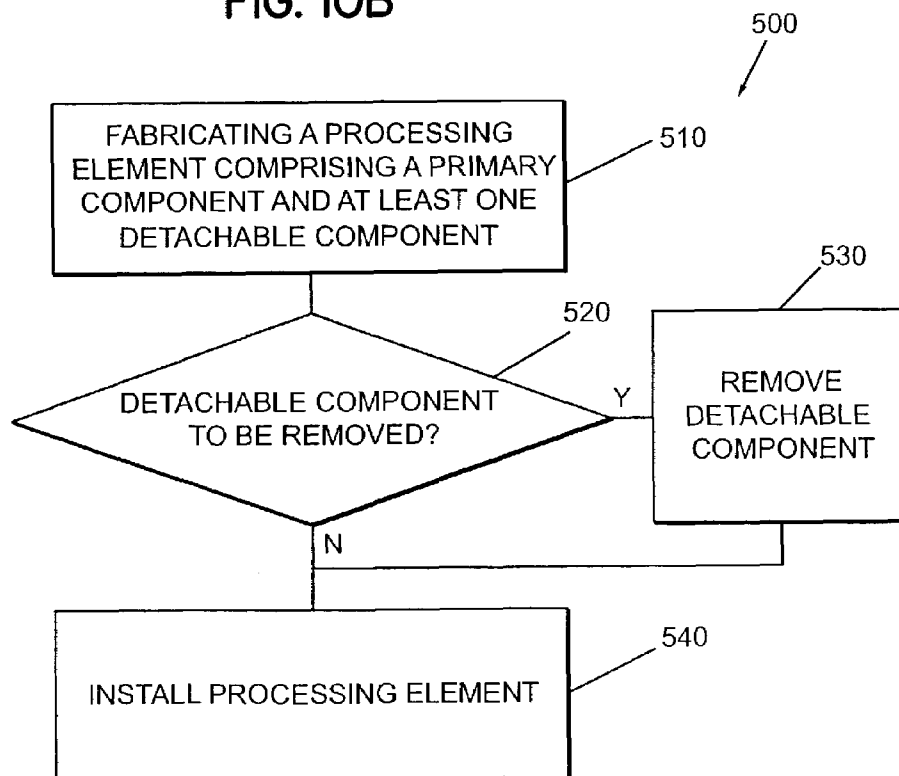 FIG. 10B
500
FABRICATING A PROCESSING
ELEMENT COMPRISING A PRIMARY
COMPONENT AND AT LEAST ONE
DETACHABLE COMPONENT
510
530
520
DETACHABLE COMPONENT
TO BE REMOVED?
Y
REMOVE
DETACHABLE
COMPONENT
N
540
INSTALL PROCESSING ELEMENT